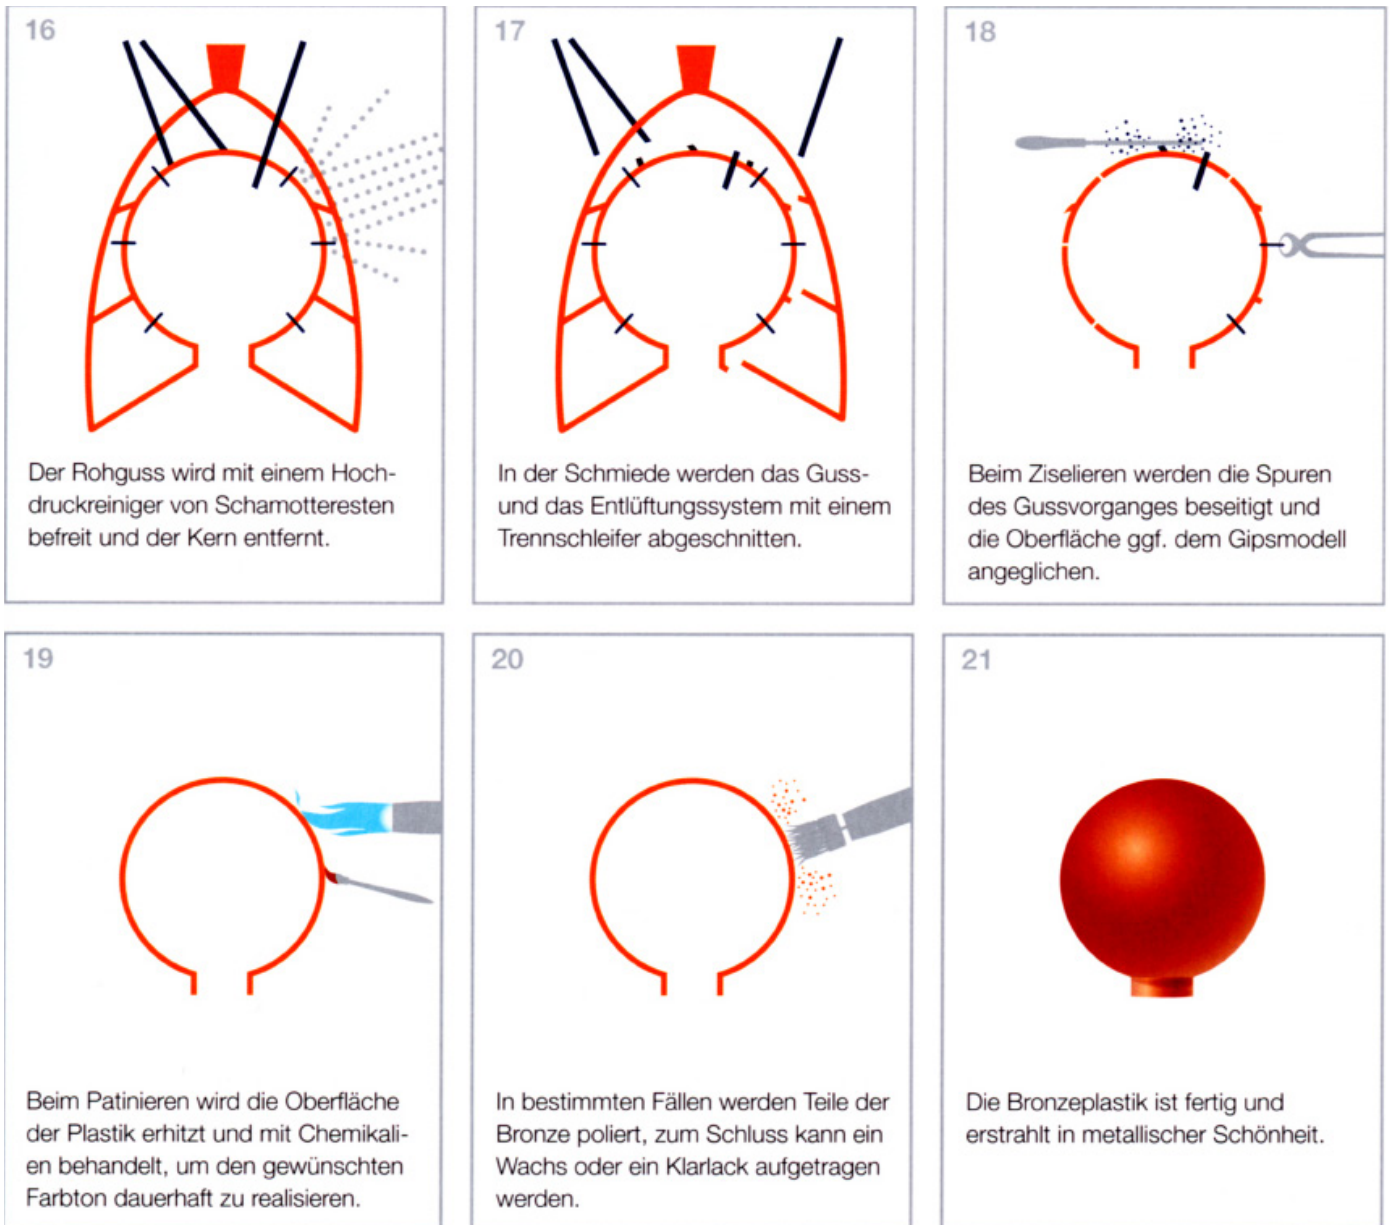 16
Der Rohguss wird mit einem Hoch-
druckreiniger von Schamotteresten
befreit und der Kern entfernt.
17
In der Schmiede werden das Guss-
und das Entlüftungssystem mit einem
Trennschleifer abgeschnitten.
18
Beim Ziselieren werden die Spuren
des Gussvorganges beseitigt und
die Oberfläche ggf. dem Gipsmodell
angeglichen.
19
Beim Patinieren wird die Oberfläche
der Plastik erhitzt und mit Chemikali-
en behandelt, um den gewünschten
Farbton dauerhaft zu realisieren.
20
In bestimmten Fällen werden Teile der
Bronze poliert, zum Schluss kann ein
Wachs oder ein Klarlack aufgetragen
werden.
21
Die Bronzeplastik ist fertig und
erstrahlt in metallischer Schönheit.